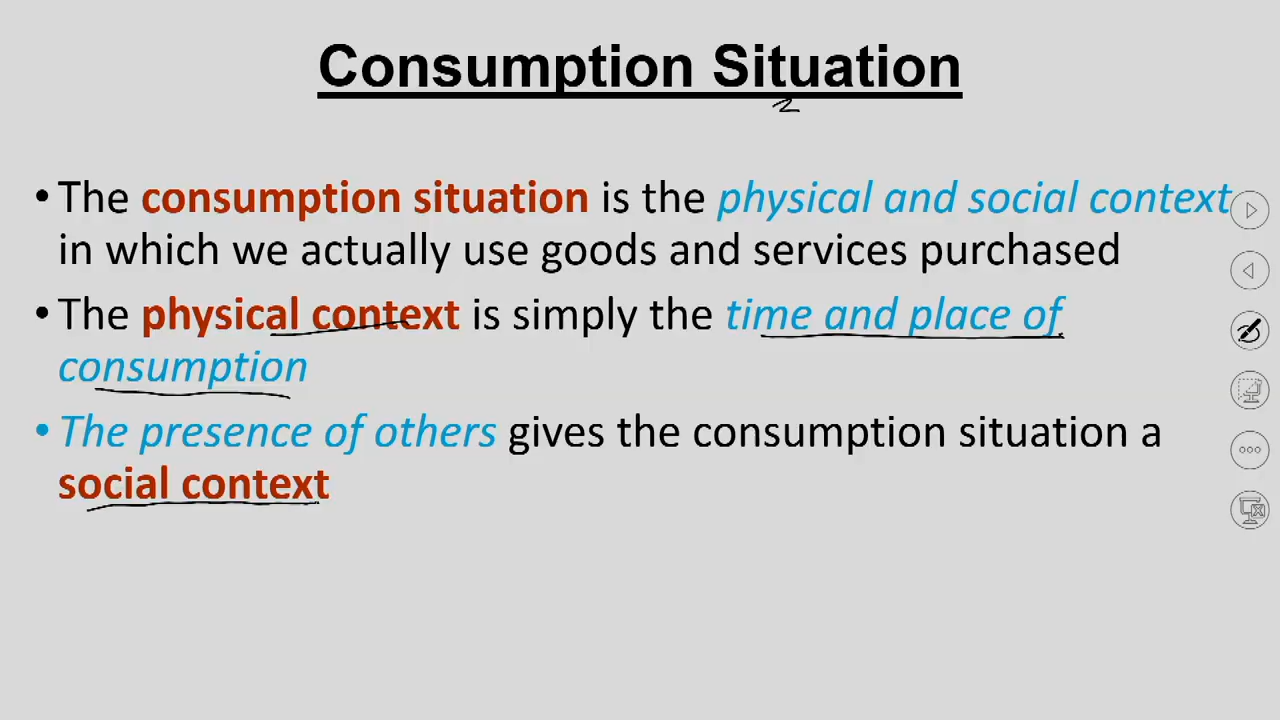 Consumption Situation
• The consumption situation is the physical and social context
in which we actually use goods and services purchased
• The physical context is simply the time and place of
consumption
• The presence of others gives the consumption situation a
social context